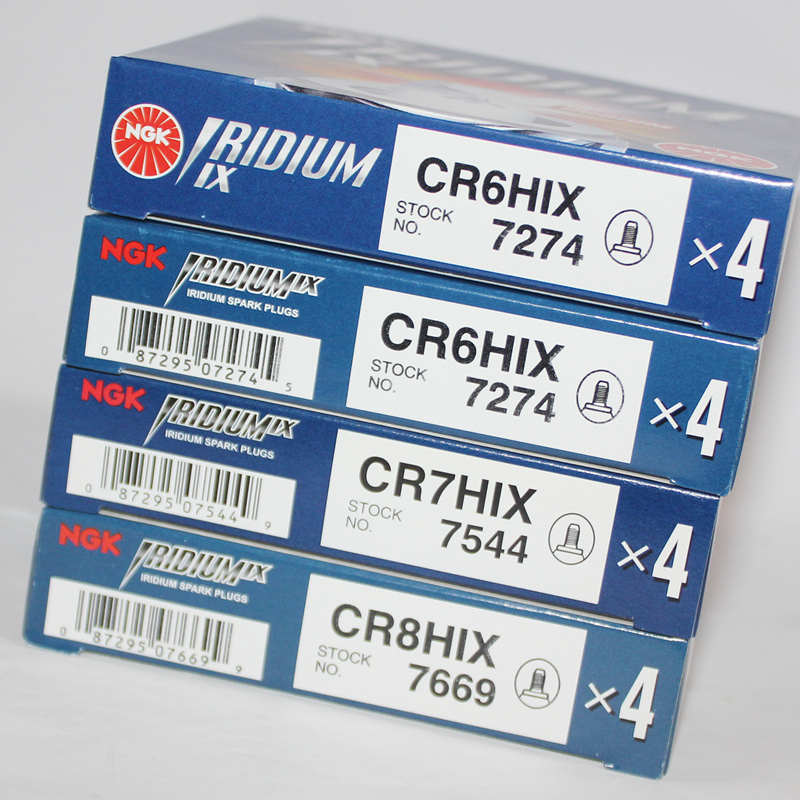 IRIDIUM
IX
NGK
IRIDIUM
IX
CR6HIX
STOCK
NO.
7274
×4
NGK
IRIDIUM IX
IRIDIUM SPARK PLUGS
0 87295 07274 5
CR6HIX
STOCK
NO.
7274
×4
NGK
IRIDIUM IX
IRIDIUM SPARK PLUGS
0 87295 07544 9
CR7HIX
STOCK
NO.
7544
×4
NGK
IRIDIUM IX
IRIDIUM SPARK PLUGS
0 87295 07669 9
CR8HIX
STOCK
NO.
7669
×4